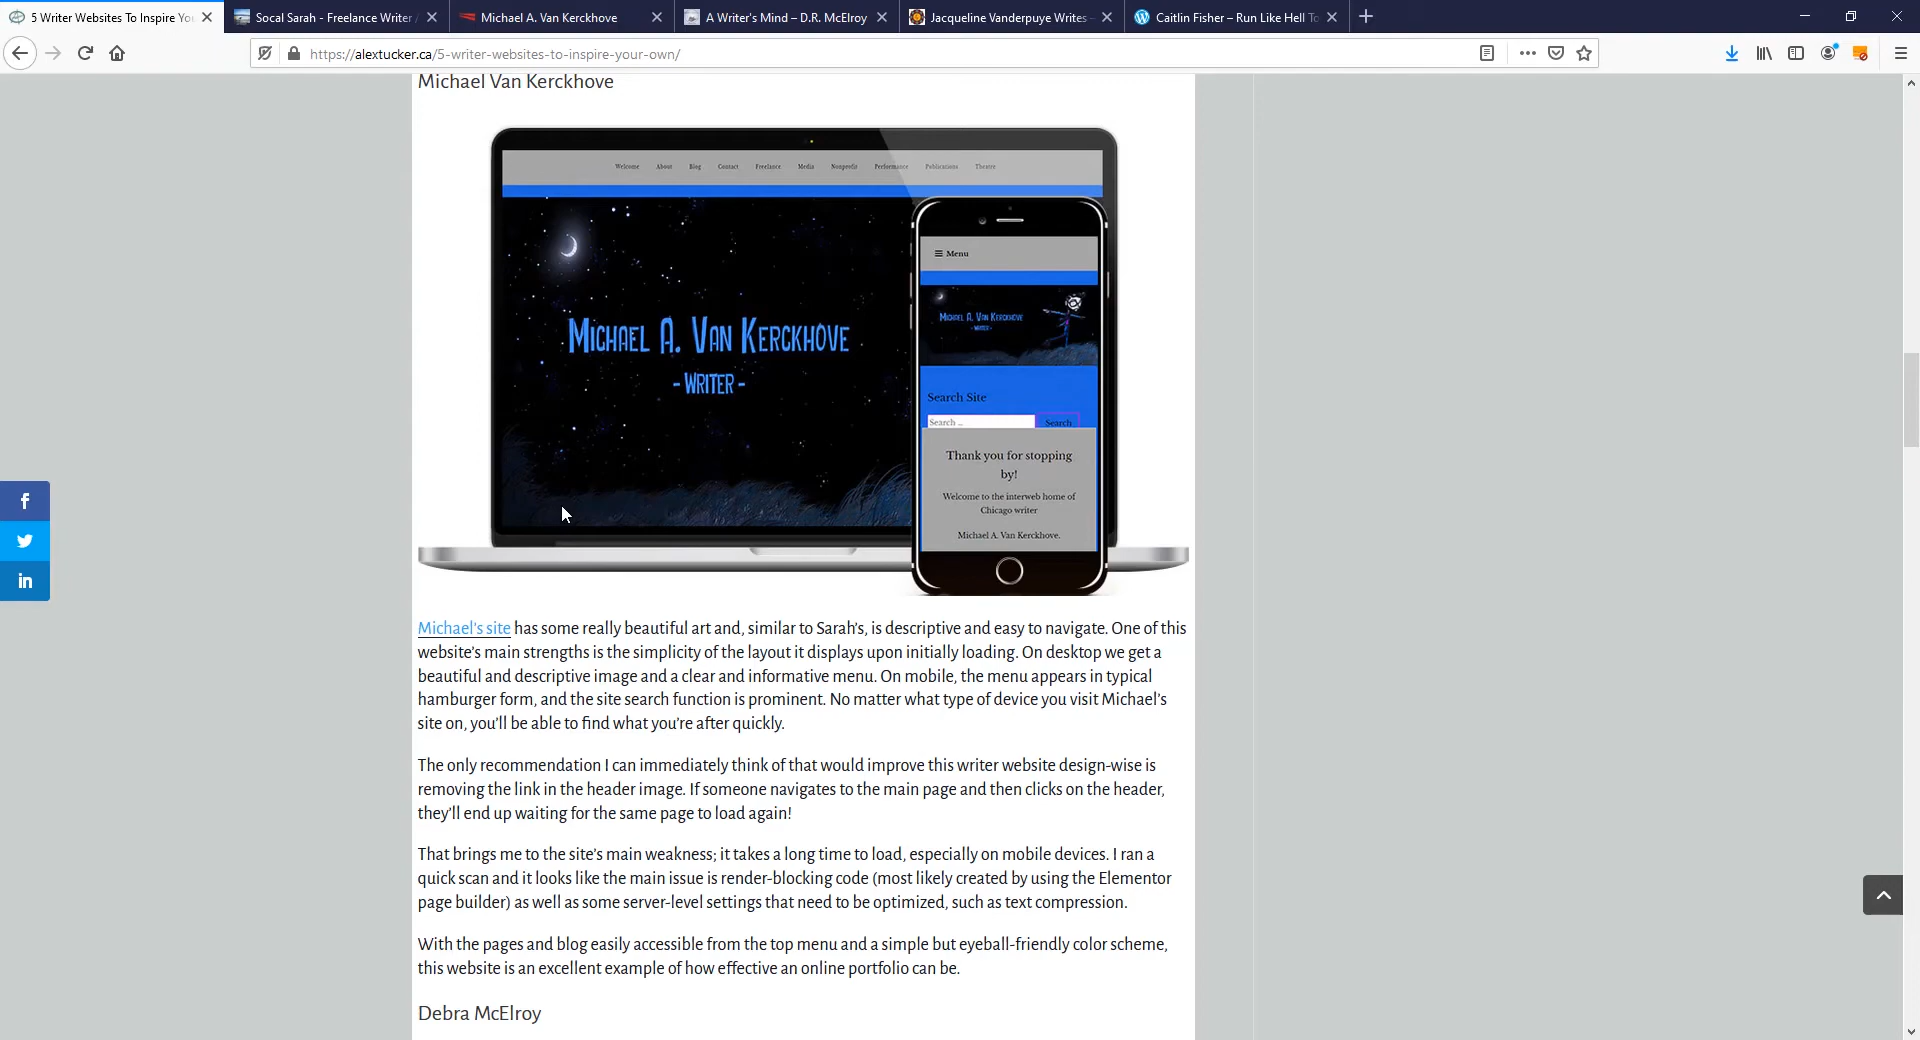 5 Writer Websites To Inspire Yo
Socal Sarah - Freelance Writer
Michael A. Van Kerckhove
A Writer's Mind – D.R. McElroy
Jacqueline Vanderpuye Writes
Caitlin Fisher – Run Like Hell To
https://alextucker.ca/5-writer-websites-to-inspire-your-own/
Michael Van Kerckhove
Welcome About Blog Contact Freelance Media Nonprofit Performance Publications Theatre
MICHAEL A. VAN KERCKHOVE
- WRITER -
Menu
MICHAEL A. VAN KERCKHOVE
- WRITER -
Search Site
Search ... Search
Thank you for stopping
by!
Welcome to the interweb home of
Chicago writer
Michael A. Van Kerckhove.
f
in
Michael’s site has some really beautiful art and, similar to Sarah’s, is descriptive and easy to navigate. One of this
website’s main strengths is the simplicity of the layout it displays upon initially loading. On desktop we get a
beautiful and descriptive image and a clear and informative menu. On mobile, the menu appears in typical
hamburger form, and the site search function is prominent. No matter what type of device you visit Michael’s
site on, you’ll be able to find what you’re after quickly.
The only recommendation I can immediately think of that would improve this writer website design-wise is
removing the link in the header image. If someone navigates to the main page and then clicks on the header,
they’ll end up waiting for the same page to load again!
That brings me to the site’s main weakness; it takes a long time to load, especially on mobile devices. I ran a
quick scan and it looks like the main issue is render-blocking code (most likely created by using the Elementor
page builder) as well as some server-level settings that need to be optimized, such as text compression.
With the pages and blog easily accessible from the top menu and a simple but eyeball-friendly color scheme,
this website is an excellent example of how effective an online portfolio can be.
Debra McElroy